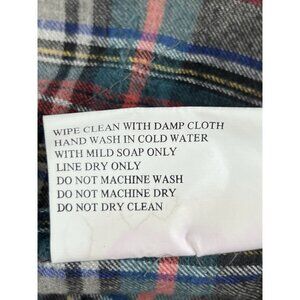 WIPE CLEAN WITH DAMP CLOTH
HAND WASH IN COLD WATER
WITH MILD SOAP ONLY
LINE DRY ONLY
DO NOT MACHINE WASH
DO NOT MACHINE DRY
DO NOT DRY CLEAN